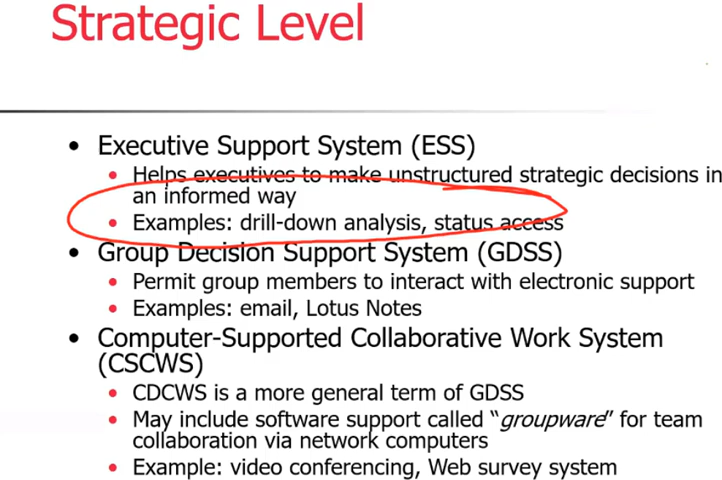 Strategic Level
• Executive Support System (ESS)
• Helps executives to make unstructured strategic decisions in
an informed way
• Examples: drill-down analysis, status access
• Group Decision Support System (GDSS)
• Permit group members to interact with electronic support
• Examples: email, Lotus Notes
• Computer-Supported Collaborative Work System
(CSCWS)
• CDCWS is a more general term of GDSS
• May include software support called “groupware” for team
collaboration via network computers
• Example: video conferencing, Web survey system